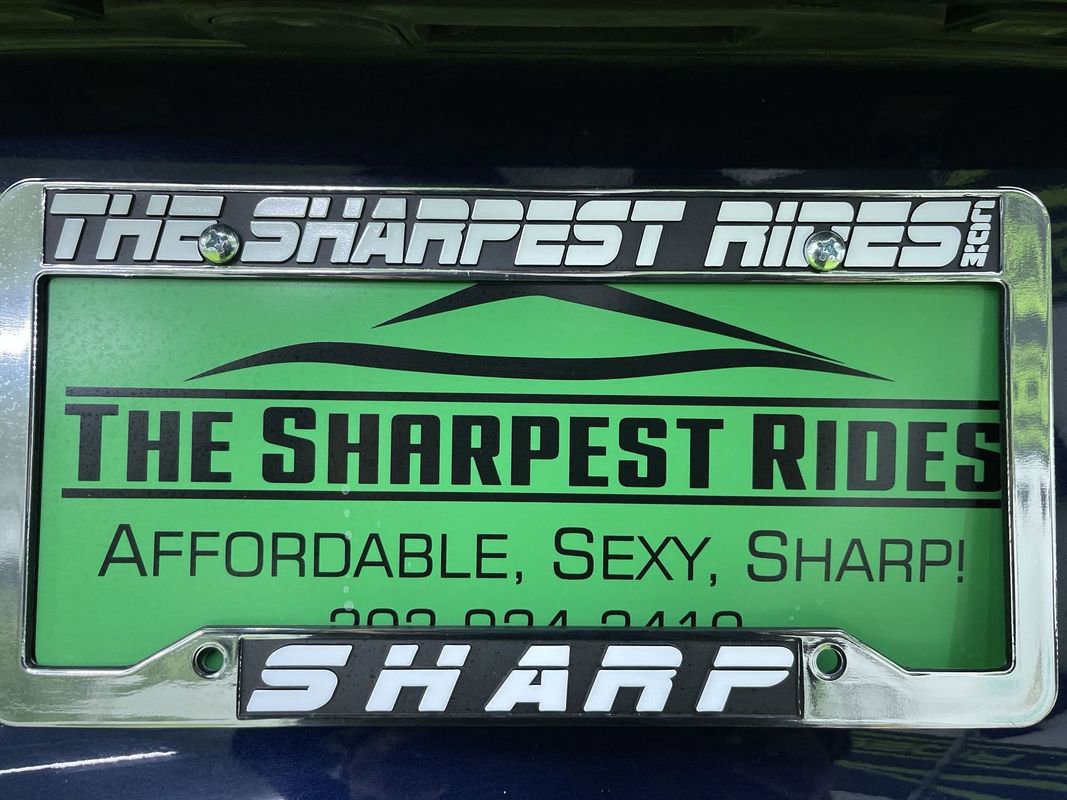 THE SHARPEST RIDES.COM
THE SHARPEST RIDES
AFFORDABLE, SEXY, SHARP!
SHARP